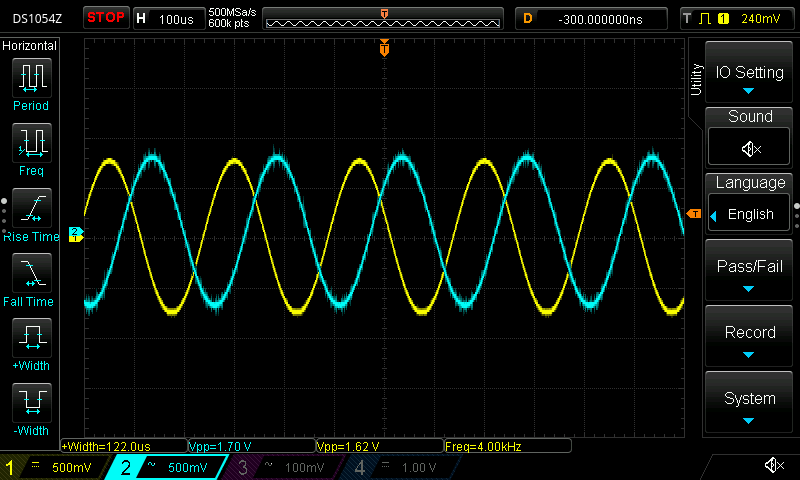 DS1054Z STOP H 100us 500MSa/s 600k pts T D -300.000000ns T 1 240mV
Horizontal
Period
Freq
Rise Time
Fall Time
+Width
-Width
2
T
T
Utility
IO Setting
Sound
Language
English
Pass/Fail
Record
System
+Width=122.0us Vpp=1.70 V Vpp=1.62 V Freq=4.00kHz
1 500mV 2 500mV 3 100mV 4 1.00 V